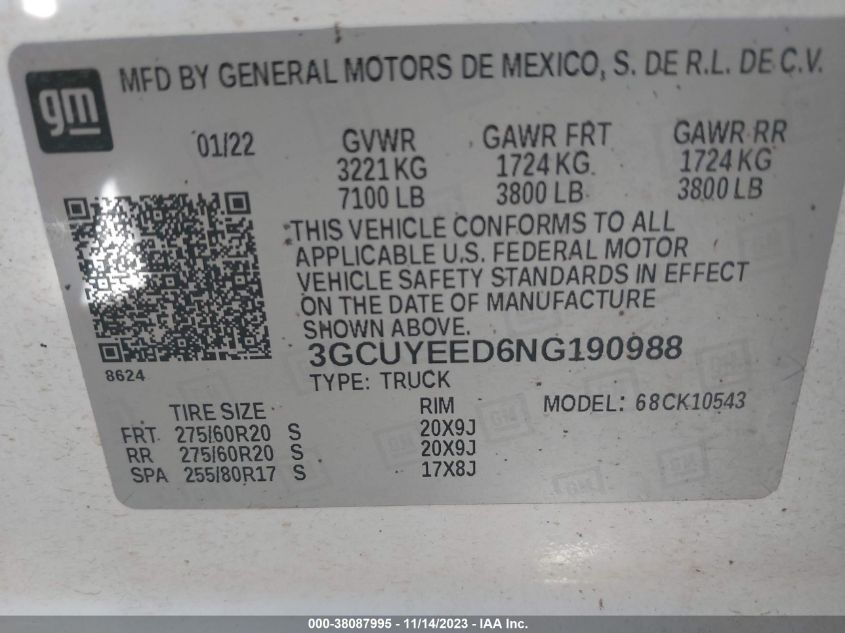 gm
MFD BY GENERAL MOTORS DE MEXICO, S. DE R.L. DE C.V.
01/22 GVWR GAWR FRT GAWR RR
3221 KG 1724 KG 1724 KG
7100 LB 3800 LB 3800 LB
THIS VEHICLE CONFORMS TO ALL
APPLICABLE U.S. FEDERAL MOTOR
VEHICLE SAFETY STANDARDS IN EFFECT
ON THE DATE OF MANUFACTURE
SHOWN ABOVE.
3GCUYEED6NG190988
8624
TYPE: TRUCK
TIRE SIZE RIM MODEL: 68CK10543
FRT 275/60R20 S 20X9J
RR 275/60R20 S 20X9J
SPA 255/80R17 S 17X8J
000-38087995 - 11/14/2023 - IAA Inc.